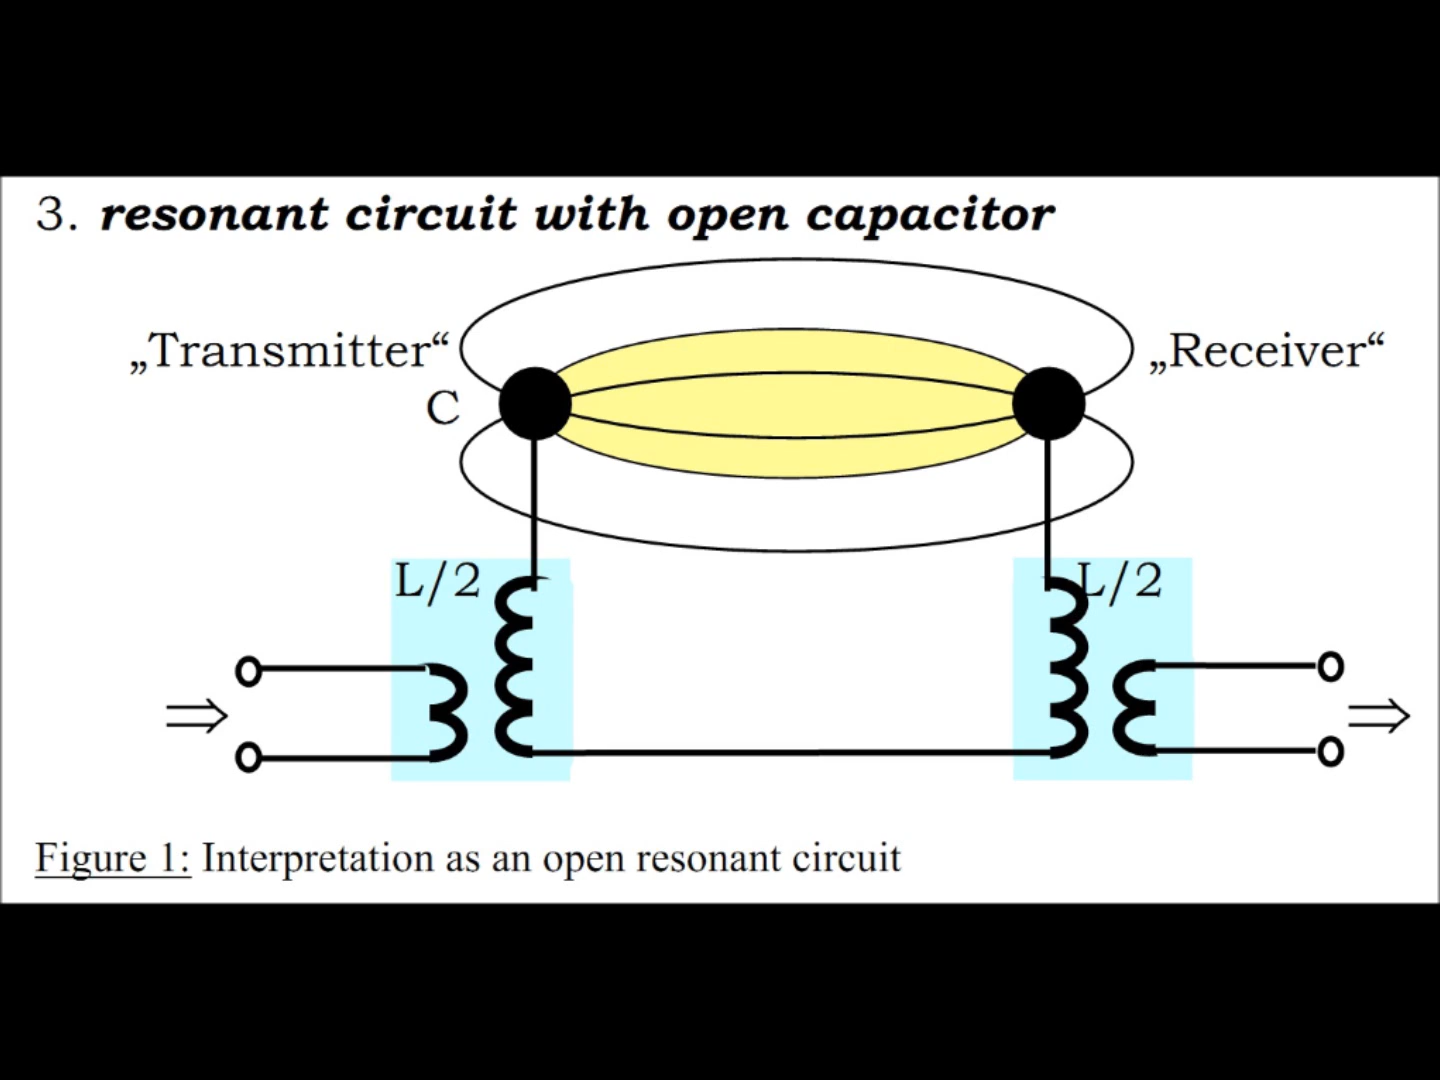 3. resonant circuit with open capacitor
„Transmitter“
„Receiver“
C
L/2
L/2
Figure 1: Interpretation as an open resonant circuit